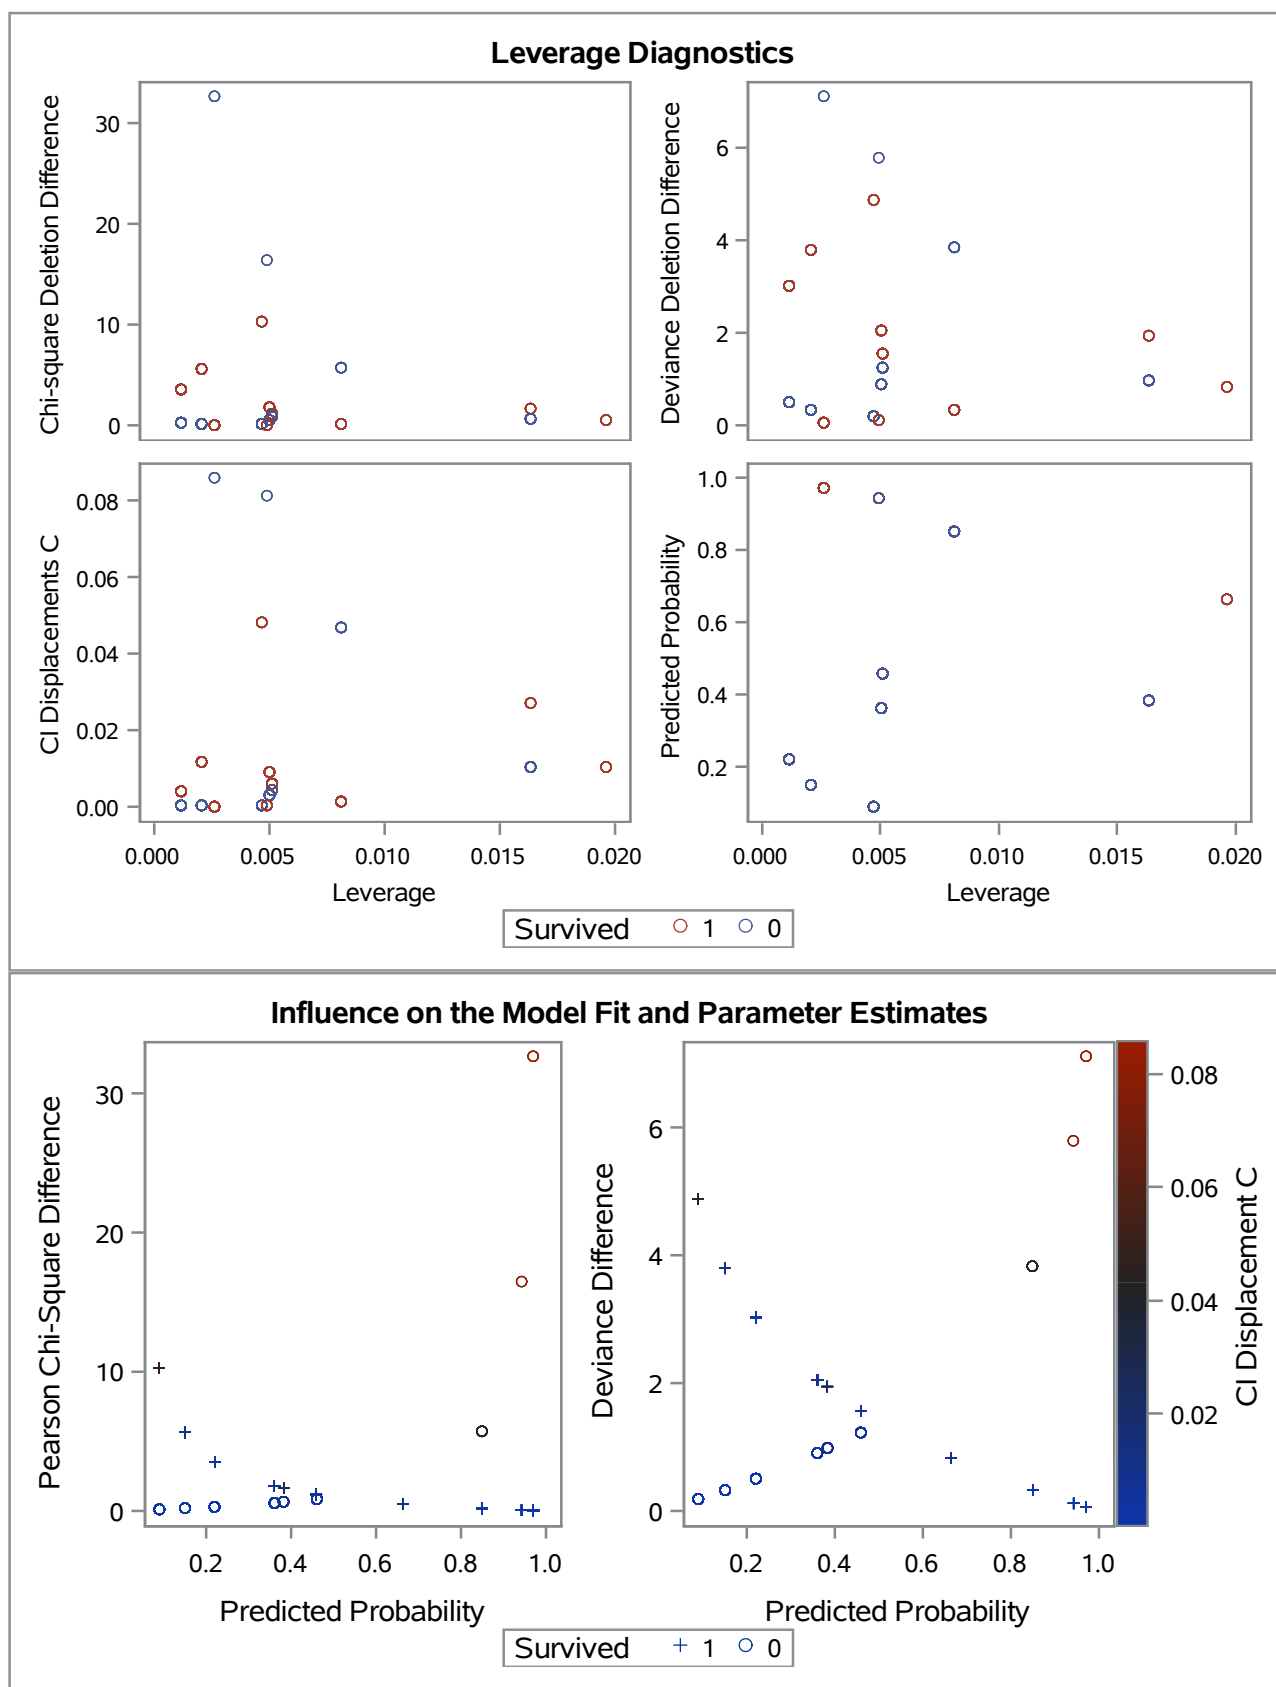 Leverage Diagnostics
Chi-square Deletion Difference
30
20
10
0
Deviance Deletion Difference
6
4
2
0
CI Displacements C
0.08
0.06
0.04
0.02
0.00
0.000 0.005 0.010 0.015 0.020
Leverage
Predicted Probability
1.0
0.8
0.6
0.4
0.2
0.000 0.005 0.010 0.015 0.020
Leverage
Survived 1 0
Influence on the Model Fit and Parameter Estimates
Pearson Chi-Square Difference
30
20
10
0
0.2 0.4 0.6 0.8 1.0
Predicted Probability
Deviance Difference
6
4
2
0
0.2 0.4 0.6 0.8 1.0
Predicted Probability
0.08
0.06
0.04
0.02
CI Displacement C
Survived 1 0